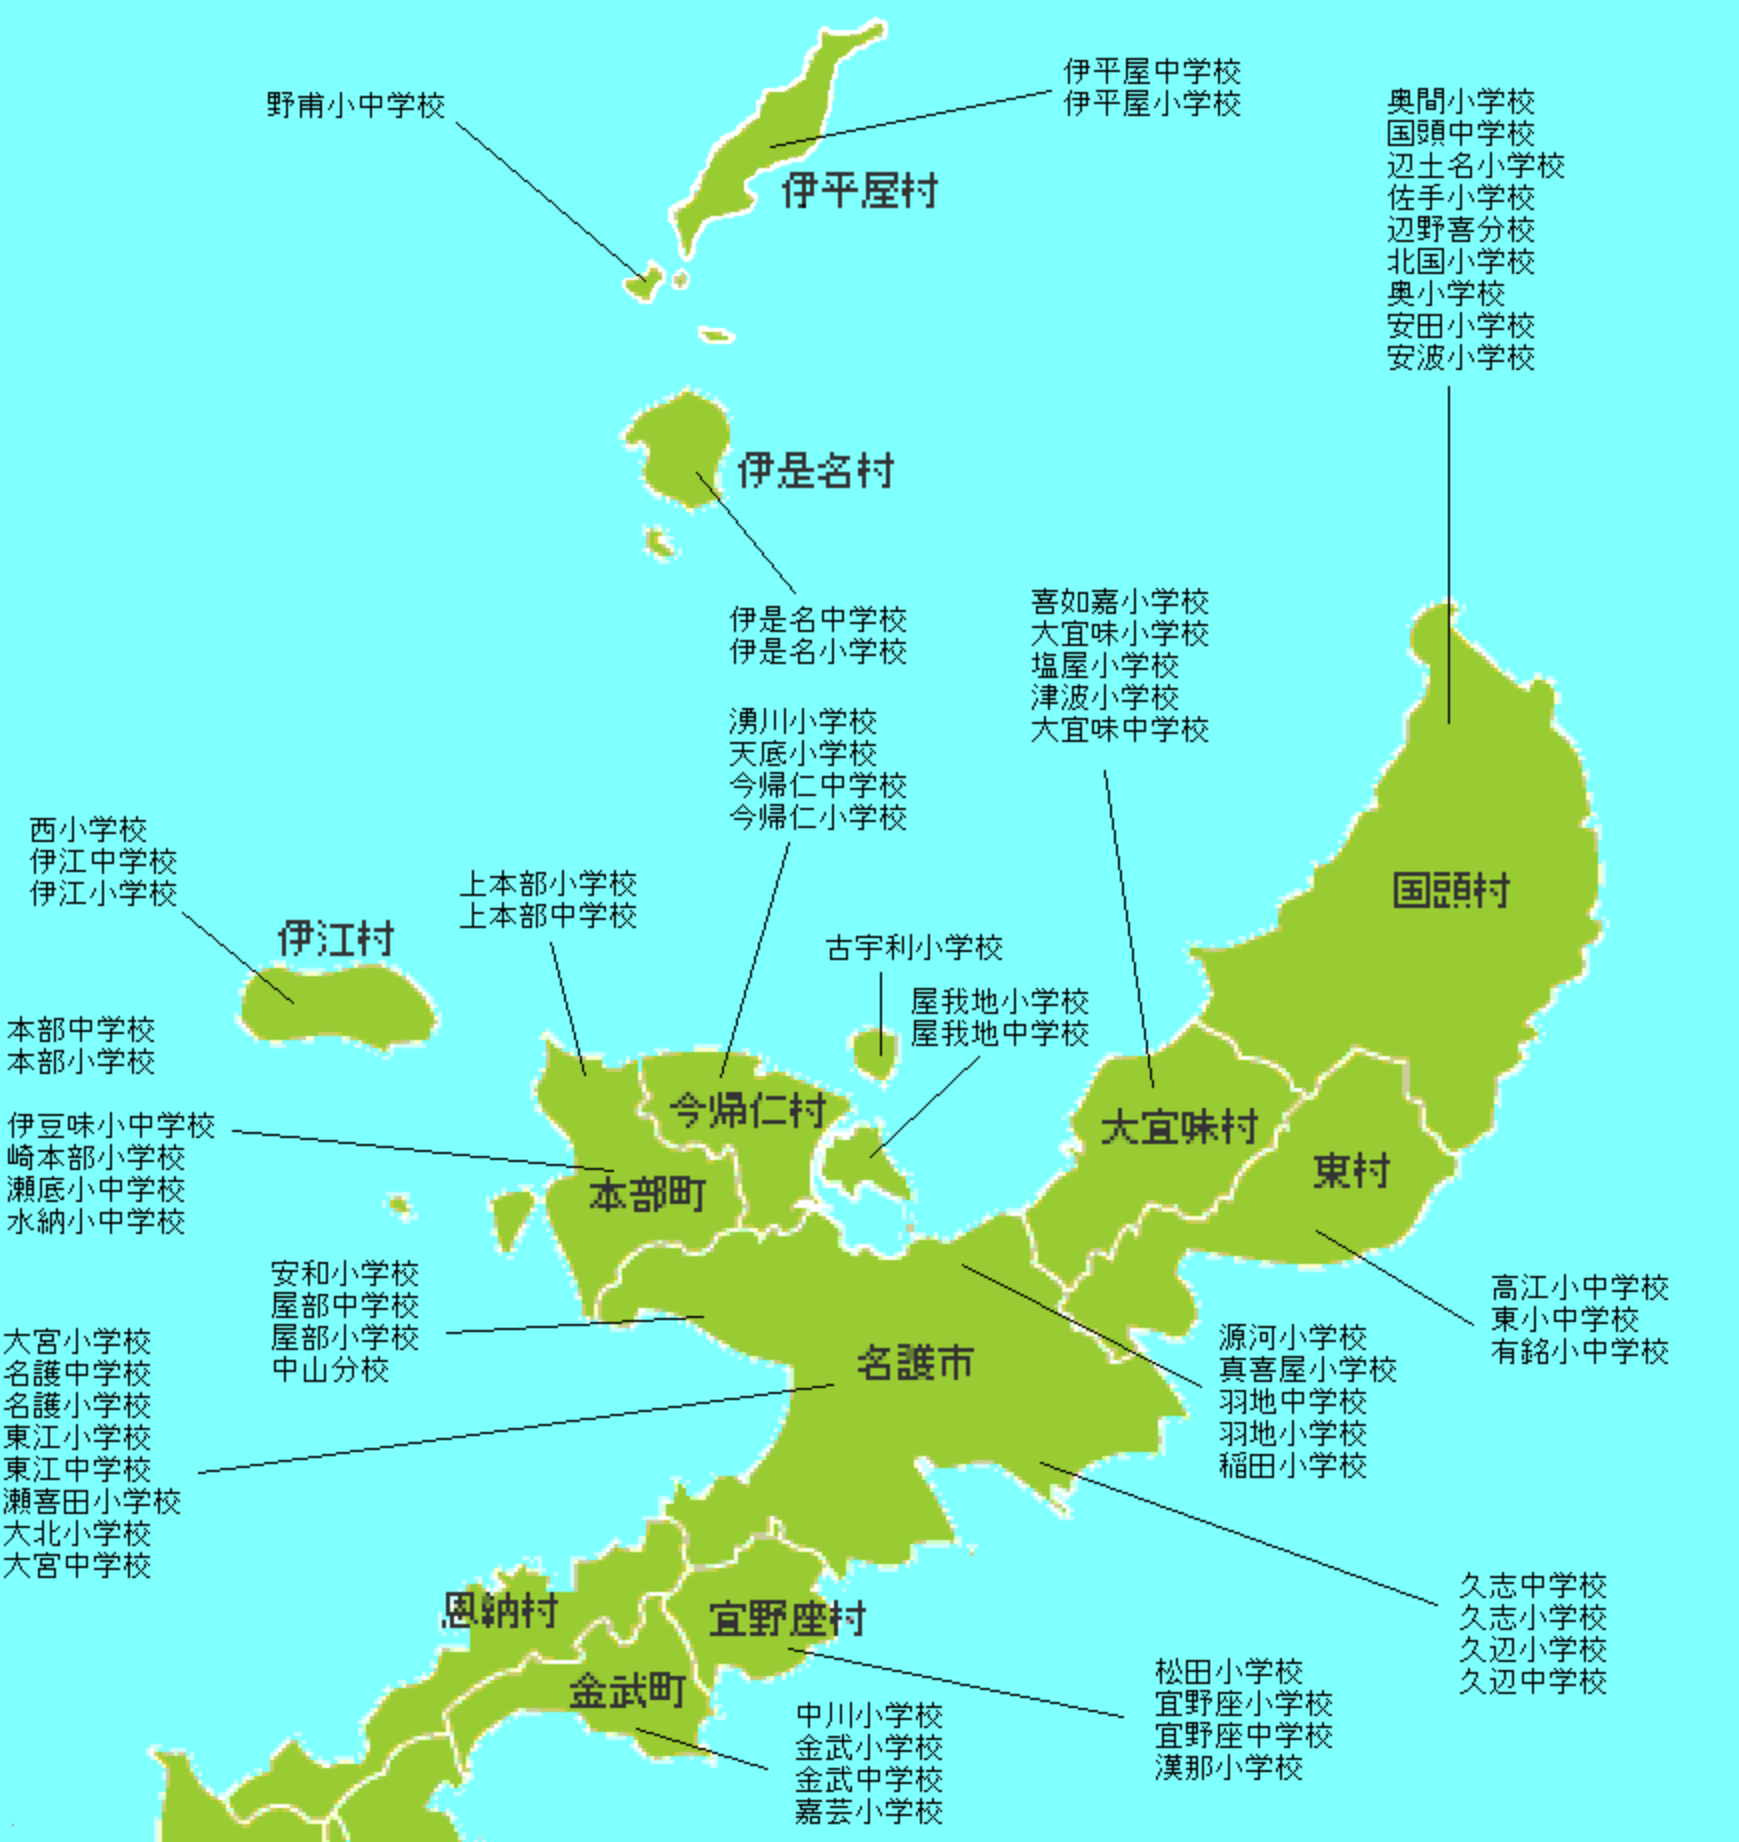 野甫小中学校
伊平屋中学校
伊平屋小学校
伊平屋村
奥間小学校
国頭中学校
辺土名小学校
佐手小学校
辺野喜分校
北国小学校
奥小学校
安田小学校
安波小学校
伊是名村
伊是名中学校
伊是名小学校
喜如嘉小学校
大宜味小学校
塩屋小学校
津波小学校
大宜味中学校
湧川小学校
天底小学校
今帰仁中学校
今帰仁小学校
西小学校
伊江中学校
伊江小学校
伊江村
上本部小学校
上本部中学校
国頭村
古宇利小学校
屋我地小学校
屋我地中学校
本部中学校
本部小学校
今帰仁村
大宜味村
東村
伊豆味小中学校
崎本部小学校
瀬底小中学校
水納小中学校
本部町
安和小学校
屋部中学校
屋部小学校
中山分校
高江小中学校
東小中学校
有銘小中学校
大宮小学校
名護中学校
名護小学校
東江小学校
東江中学校
瀬喜田小学校
大北小学校
大宮中学校
名護市
源河小学校
真喜屋小学校
羽地中学校
羽地小学校
稲田小学校
久志中学校
久志小学校
久辺小学校
久辺中学校
恩納村
宜野座村
金武町
松田小学校
宜野座小学校
宜野座中学校
漢那小学校
中川小学校
金武小学校
金武中学校
嘉芸小学校